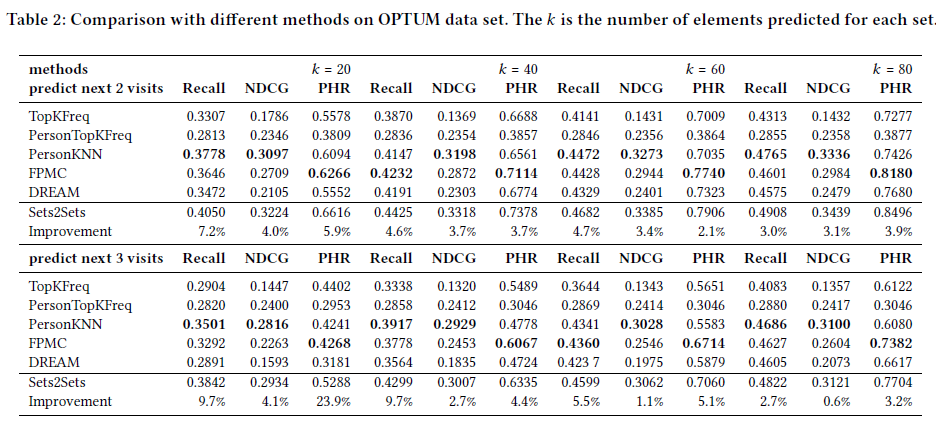 Table 2: Comparison with different methods on OPTUM data set. The k is the number of elements predicted for each set.
methods k = 20 k = 40 k = 60 k = 80
predict next 2 visits Recall NDCG PHR Recall NDCG PHR Recall NDCG PHR Recall NDCG PHR
TopKFreq 0.3307 0.1786 0.5578 0.3870 0.1369 0.6688 0.4141 0.1431 0.7009 0.4313 0.1432 0.7277
PersonTopKFreq 0.2813 0.2346 0.3809 0.2836 0.2354 0.3857 0.2846 0.2356 0.3864 0.2855 0.2358 0.3877
PersonKNN 0.3778 0.3097 0.6094 0.4147 0.3198 0.6561 0.4472 0.3273 0.7035 0.4765 0.3336 0.7426
FPMC 0.3646 0.2709 0.6266 0.4232 0.2872 0.7114 0.4428 0.2944 0.7740 0.4601 0.2984 0.8180
DREAM 0.3472 0.2105 0.5552 0.4191 0.2303 0.6774 0.4329 0.2401 0.7323 0.4575 0.2479 0.7680
Sets2Sets 0.4050 0.3224 0.6616 0.4425 0.3318 0.7378 0.4682 0.3385 0.7906 0.4908 0.3439 0.8496
Improvement 7.2% 4.0% 5.9% 4.6% 3.7% 3.7% 4.7% 3.4% 2.1% 3.0% 3.1% 3.9%
predict next 3 visits Recall NDCG PHR Recall NDCG PHR Recall NDCG PHR Recall NDCG PHR
TopKFreq 0.2904 0.1447 0.4402 0.3338 0.1320 0.5489 0.3644 0.1343 0.5651 0.4083 0.1357 0.6122
PersonTopKFreq 0.2820 0.2400 0.2953 0.2858 0.2412 0.3046 0.2869 0.2414 0.3046 0.2880 0.2417 0.3046
PersonKNN 0.3501 0.2816 0.4241 0.3917 0.2929 0.4778 0.4341 0.3028 0.5583 0.4686 0.3100 0.6080
FPMC 0.3292 0.2263 0.4268 0.3778 0.2453 0.6067 0.4360 0.2546 0.6714 0.4627 0.2604 0.7382
DREAM 0.2891 0.1593 0.3181 0.3564 0.1835 0.4724 0.423 7 0.1975 0.5879 0.4605 0.2073 0.6617
Sets2Sets 0.3842 0.2934 0.5288 0.4299 0.3007 0.6335 0.4599 0.3062 0.7060 0.4822 0.3121 0.7704
Improvement 9.7% 4.1% 23.9% 9.7% 2.7% 4.4% 5.5% 1.1% 5.1% 2.7% 0.6% 3.2%